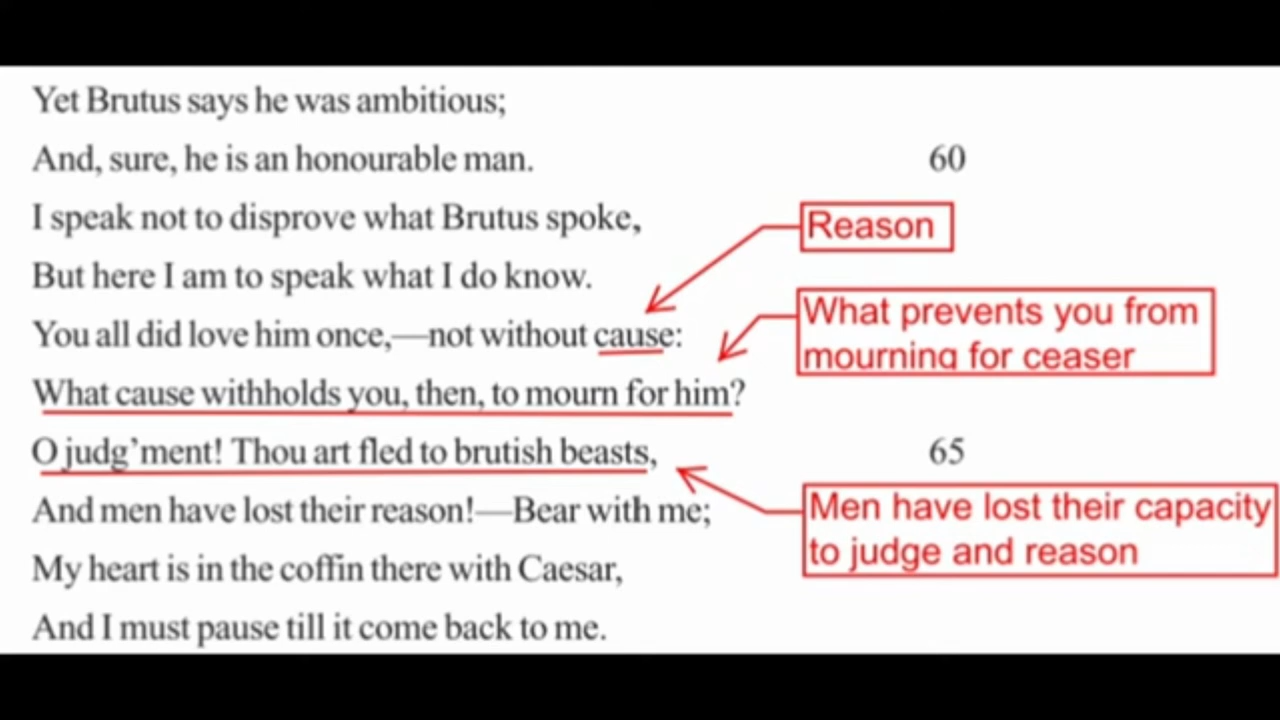 Yet Brutus says he was ambitious;
And, sure, he is an honourable man. 60
I speak not to disprove what Brutus spoke,
Reason
But here I am to speak what I do know.
What prevents you from
mourning for ceaser
You all did love him once,—not without cause:
What cause withholds you, then, to mourn for him?
O judg’ment! Thou art fled to brutish beasts, 65
And men have lost their reason!—Bear with me;
Men have lost their capacity
to judge and reason
My heart is in the coffin there with Caesar,
And I must pause till it come back to me.